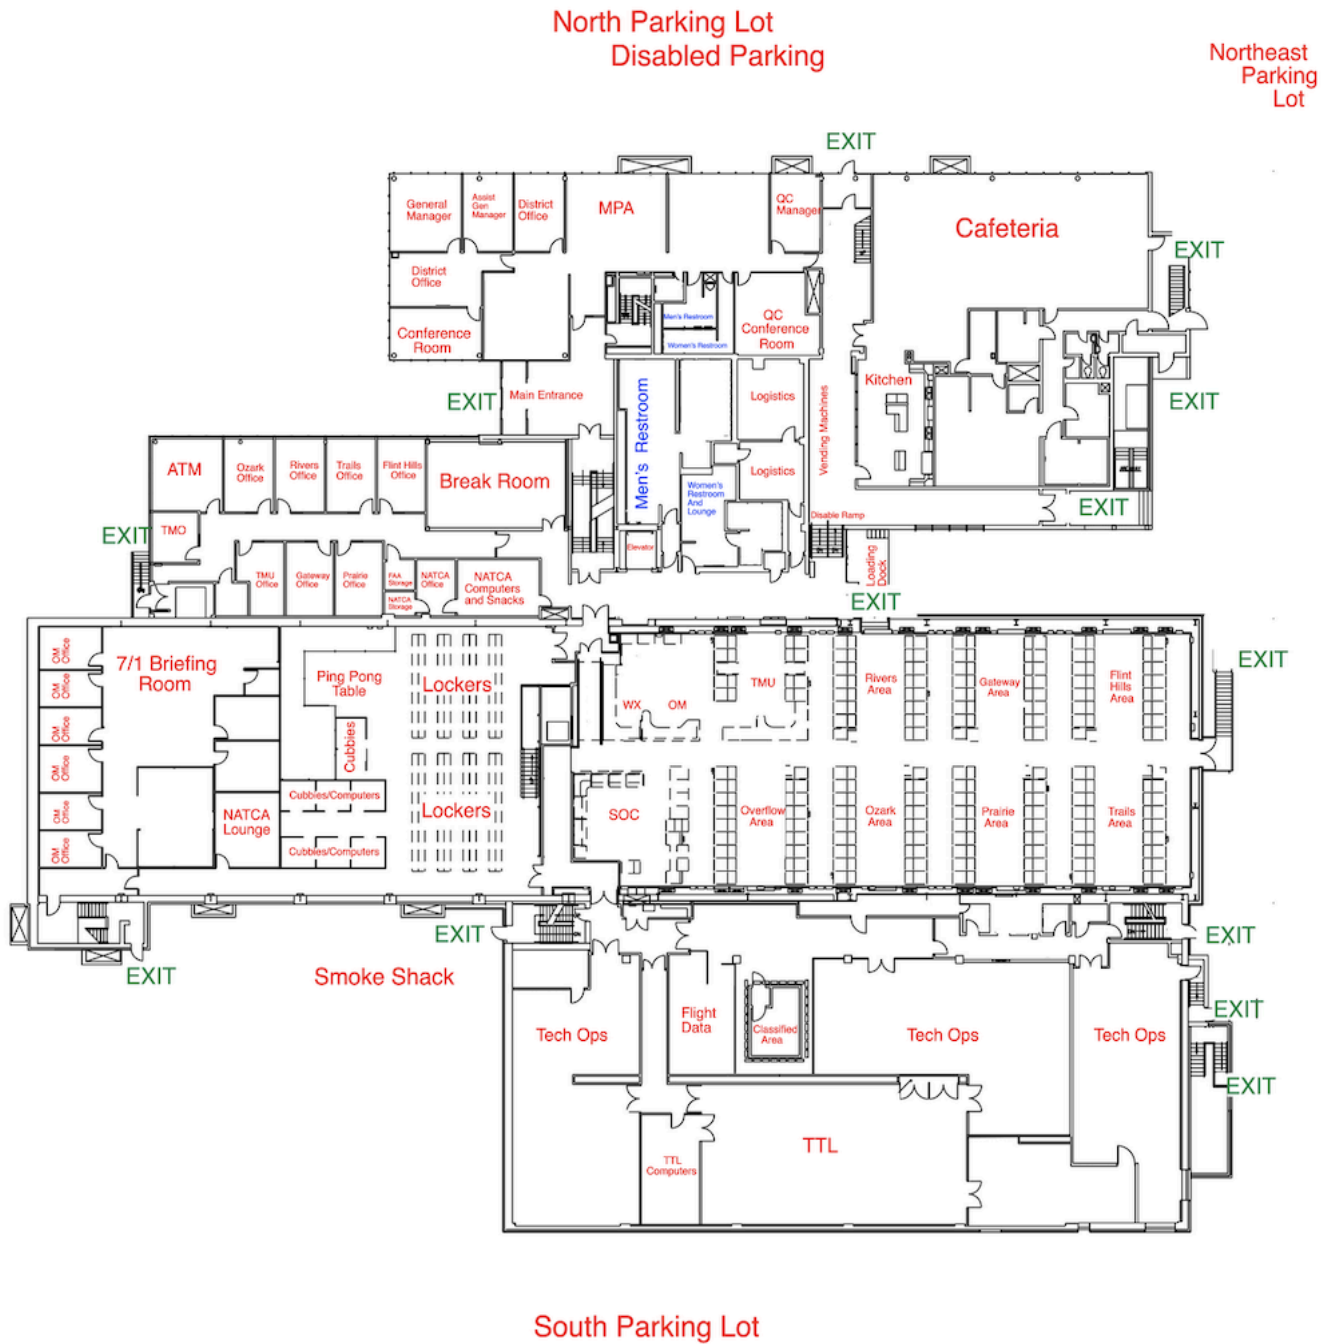 North Parking Lot
Disabled Parking
Northeast
Parking
Lot
EXIT
General
Manager
Assist
Gen
Manager
District
Office
MPA
QC
Manager
Cafeteria
EXIT
District
Office
Conference
Room
Men's Restroom
Women's Restroom
QC
Conference
Room
EXIT
Main Entrance
Men's Restroom
Logistics
Vending Machines
Kitchen
EXIT
ATM
Ozark
Office
Rivers
Office
Trails
Office
Flint Hills
Office
Break Room
Women's
Restroom
And
Lounge
Logistics
EXIT
Disable Ramp
EXIT
TMO
Elevator
Loading
Dock
TMU
Office
Gateway
Office
Prairie
Office
FAA
Storage
NATCA
Storage
NATCA
Office
NATCA
Computers
and Snacks
EXIT
OM
Office
OM
Office
OM
Office
OM
Office
OM
Office
OM
Office
7/1 Briefing
Room
Ping Pong
Table
Lockers
Cubbies
WX
OM
TMU
Rivers
Area
Gateway
Area
Flint
Hills
Area
EXIT
NATCA
Lounge
Cubbies/Computers
Cubbies/Computers
Lockers
SOC
Overflow
Area
Ozark
Area
Prairie
Area
Trails
Area
EXIT
EXIT
EXIT
Smoke Shack
Tech Ops
Flight
Data
Classified
Area
Tech Ops
Tech Ops
EXIT
EXIT
TTL
Computers
TTL
South Parking Lot